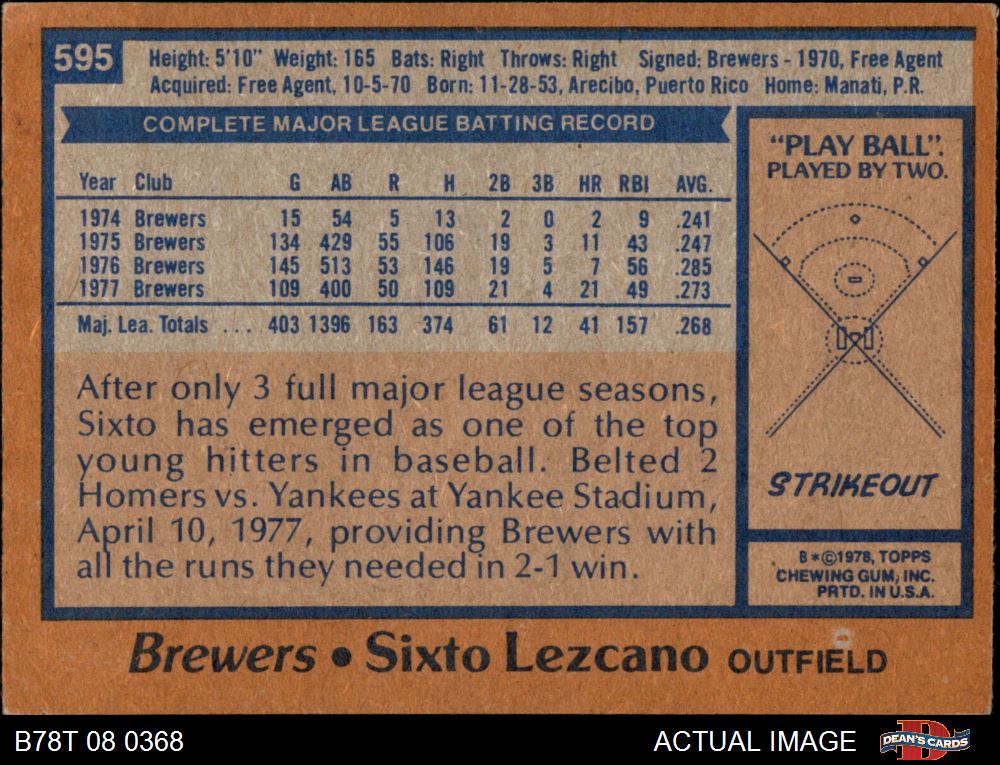 595
Height: 5'10" Weight: 165 Bats: Right Throws: Right Signed: Brewers - 1970, Free Agent
Acquired: Free Agent, 10-5-70 Born: 11-28-53, Arecibo, Puerto Rico Home: Manati, P.R.
COMPLETE MAJOR LEAGUE BATTING RECORD
Year Club G AB R H 2B 3B HR RBI AVG.
1974 Brewers 15 54 5 13 2 0 2 9 .241
1975 Brewers 134 429 55 106 19 3 11 43 .247
1976 Brewers 145 513 53 146 19 5 7 56 .285
1977 Brewers 109 400 50 109 21 4 21 49 .273
Maj. Lea. Totals . . . 403 1396 163 374 61 12 41 157 .268
After only 3 full major league seasons,
Sixto has emerged as one of the top
young hitters in baseball. Belted 2
Homers vs. Yankees at Yankee Stadium,
April 10, 1977, providing Brewers with
all the runs they needed in 2-1 win.
"PLAY BALL".
PLAYED BY TWO.
STRIKEOUT
B*©1978, TOPPS
CHEWING GUM, INC.
PRTD. IN U.S.A.
Brewers • Sixto Lezcano OUTFIELD
B78T 08 0368
ACTUAL IMAGE
D
DEAN'S CARDS